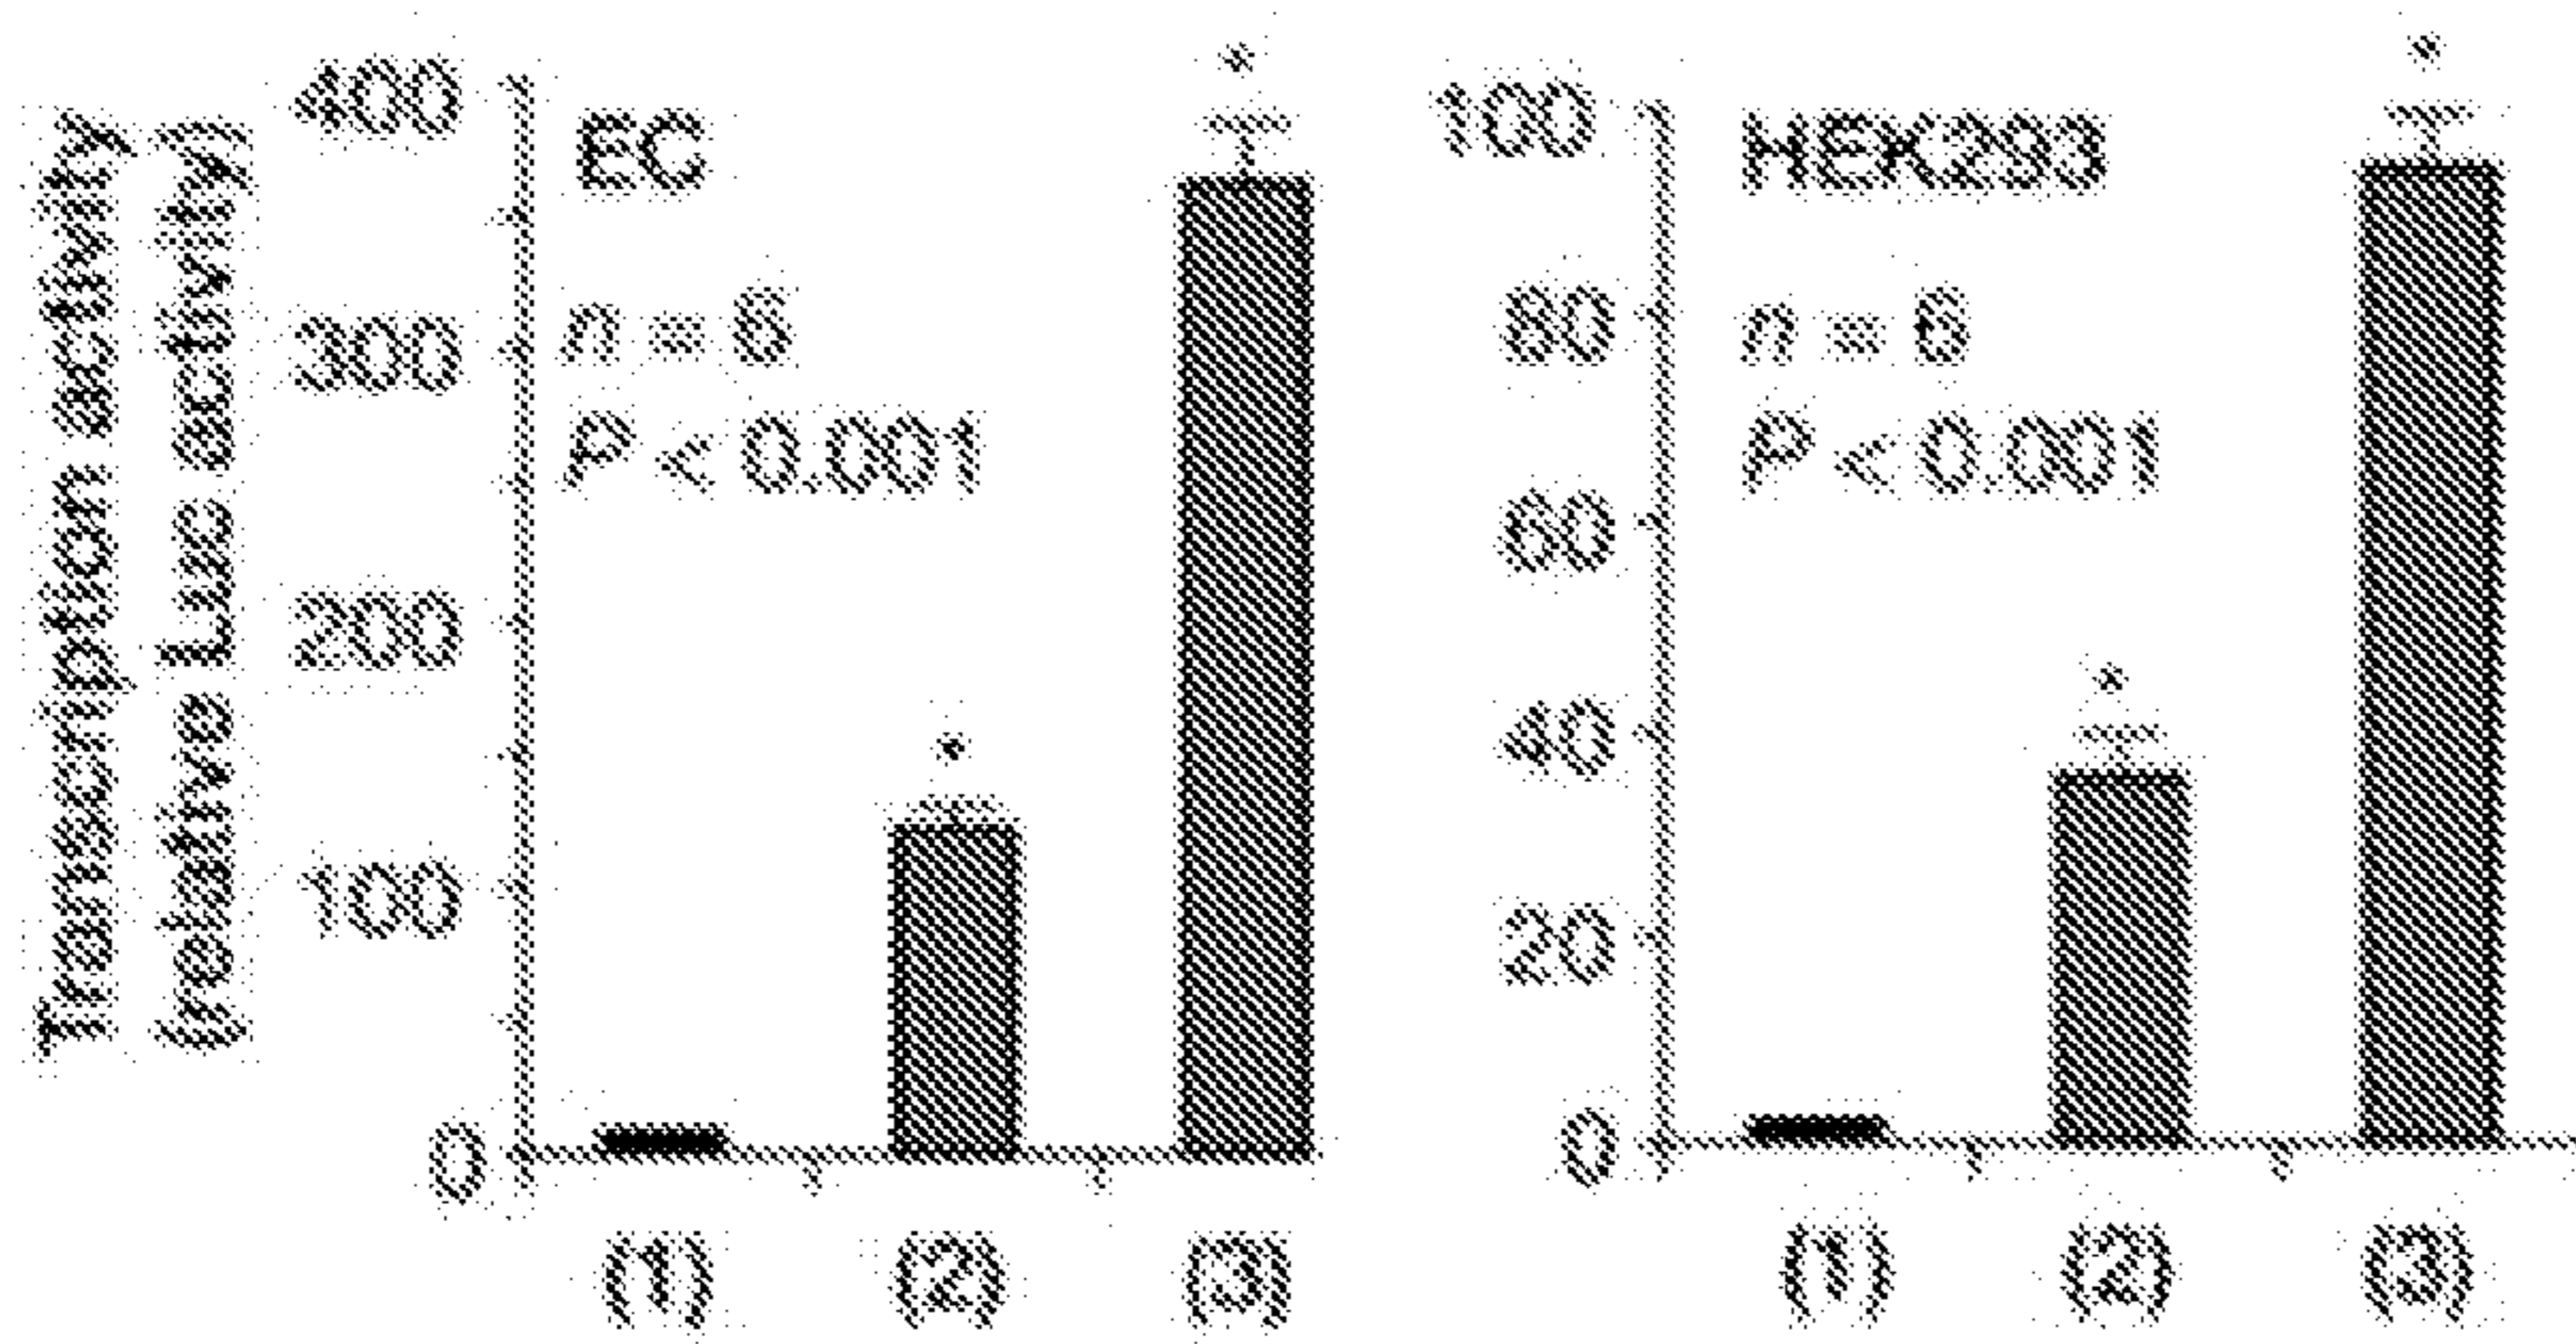 Transcription activity
(relative Luc activity)
400
300
200
100
0
EC
n = 6
P < 0.001
*
*
(1) (2) (3)
100
80
60
40
20
0
HEK293
n = 6
P < 0.001
*
*
(1) (2) (3)